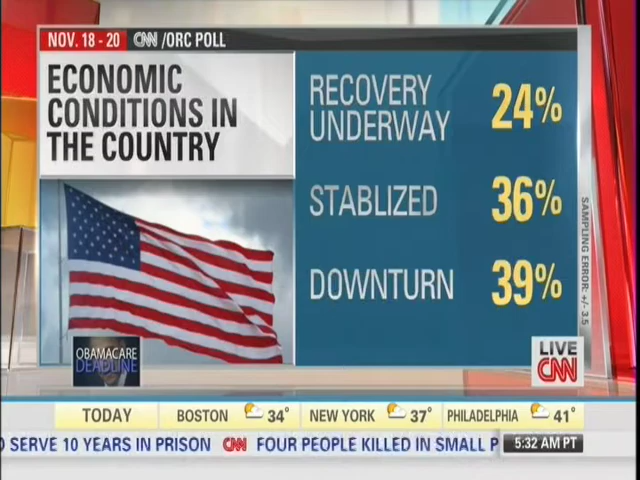 NOV. 18 - 20 CNN /ORC POLL
ECONOMIC
CONDITIONS IN
THE COUNTRY
RECOVERY
UNDERWAY 24%
STABLIZED 36%
DOWNTURN 39%
SAMPLING ERROR: +/- 3.5
OBAMACARE
DEADLINE
LIVE
CNN
TODAY BOSTON 34° NEW YORK 37° PHILADELPHIA 41°
O SERVE 10 YEARS IN PRISON CNN FOUR PEOPLE KILLED IN SMALL P 5:32 AM PT